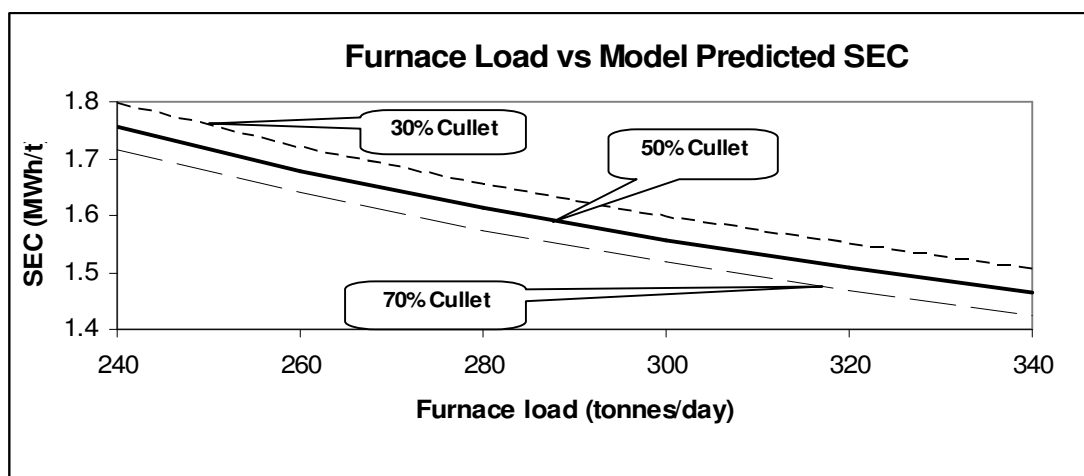 Furnace Load vs Model Predicted SEC
SEC (MWh/t)
1.8
1.7
1.6
1.5
1.4
30% Cullet
50% Cullet
70% Cullet
240 260 280 300 320 340
Furnace load (tonnes/day)